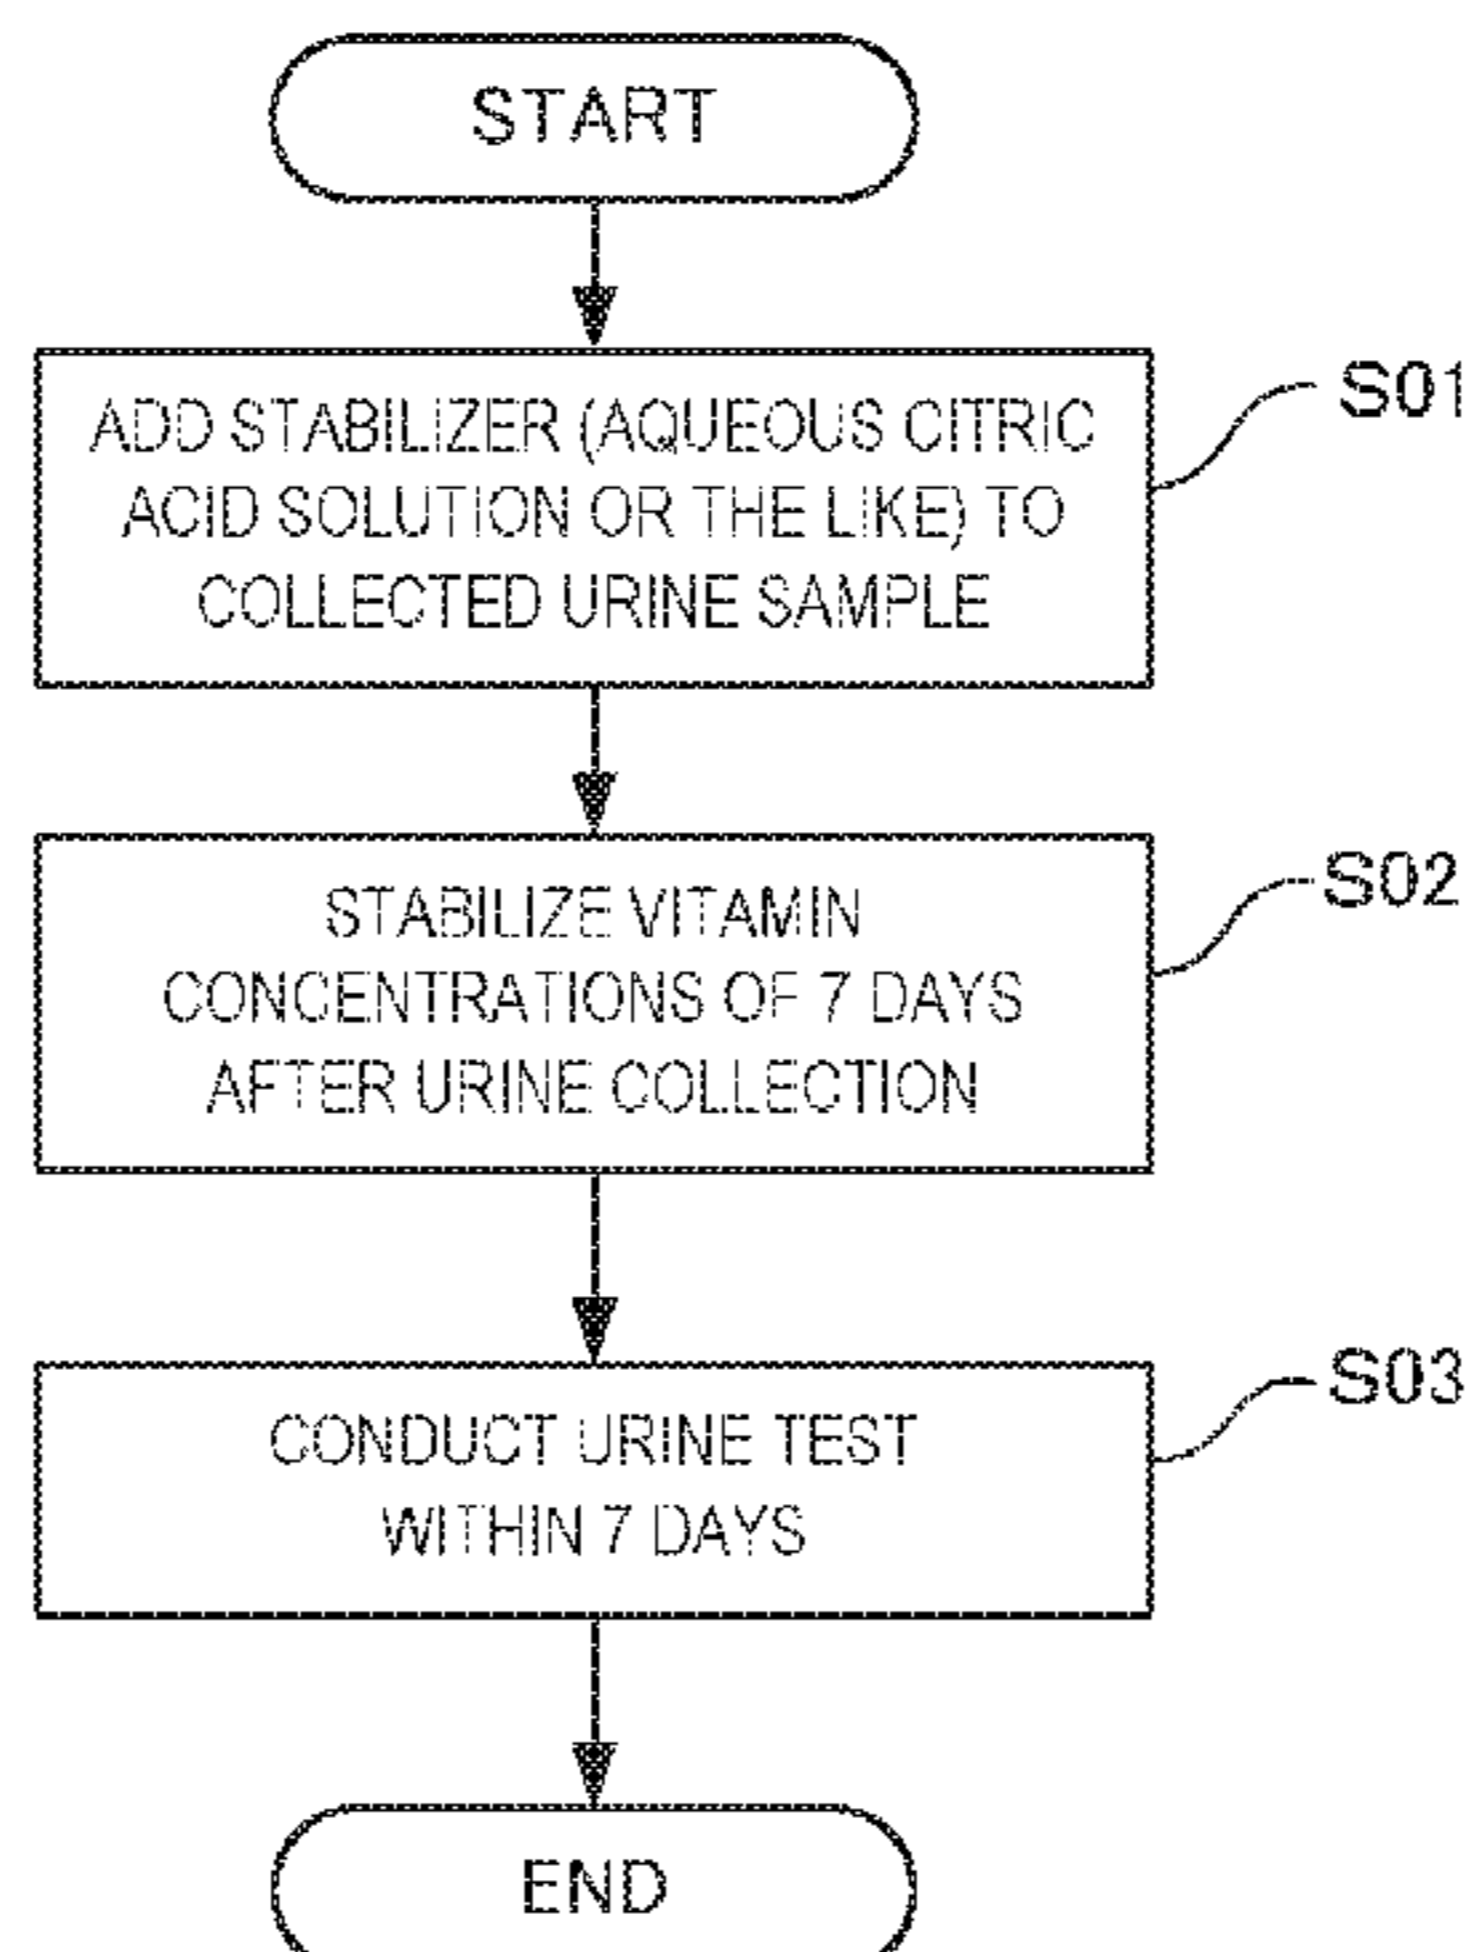 START
ADD STABILIZER (AQUEOUS CITRIC
ACID SOLUTION OR THE LIKE) TO
COLLECTED URINE SAMPLE
S01
STABILIZE VITAMIN
CONCENTRATIONS OF 7 DAYS
AFTER URINE COLLECTION
S02
CONDUCT URINE TEST
WITHIN 7 DAYS
S03
END